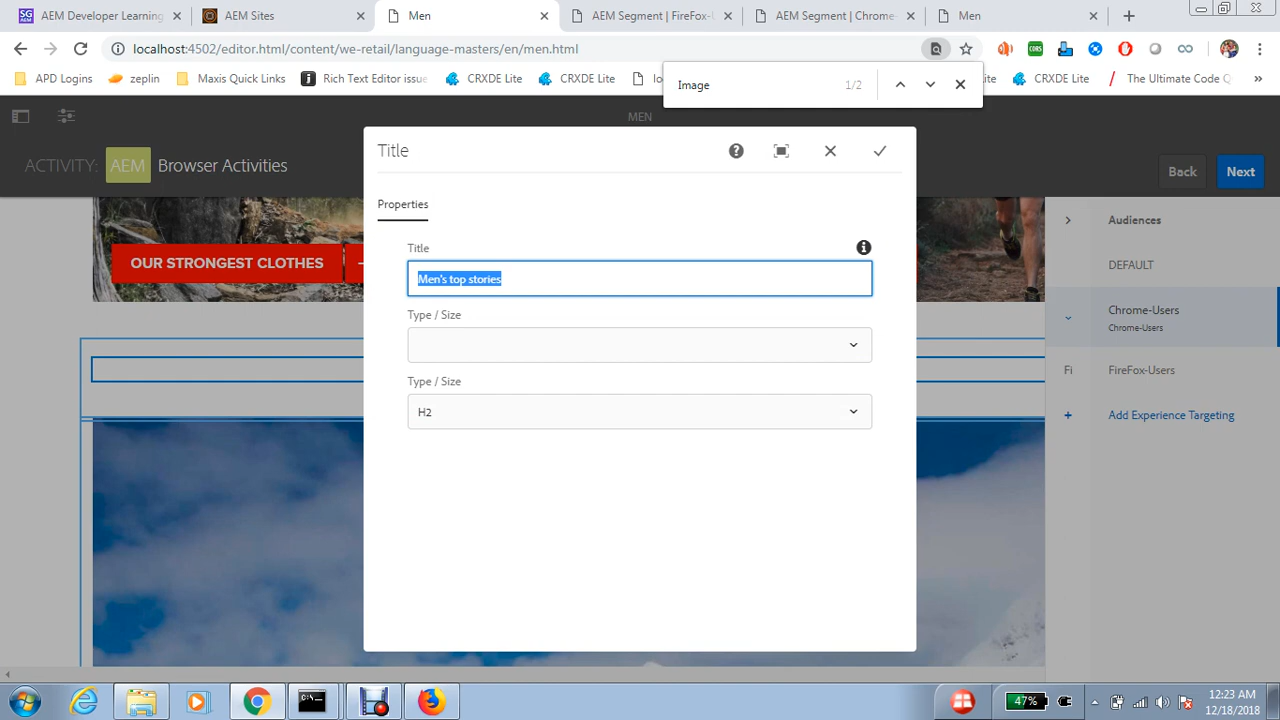 AEM Developer Learning
AEM Sites
Men
AEM Segment | FireFox-U
AEM Segment | Chrome-
Men
localhost:4502/editor.html/content/we-retail/language-masters/en/men.html
APD Logins
zeplin
Maxis Quick Links
Rich Text Editor issue
CRXDE Lite
CRXDE Lite
CRXDE Lite
The Ultimate Code Q
Image
1/2
MEN
ACTIVITY:
AEM
Browser Activities
Back
Next
Title
Properties
Title
Men's top stories
Type / Size
Type / Size
H2
OUR STRONGEST CLOTHES
Audiences
DEFAULT
Chrome-Users
Chrome-Users
Fi
FireFox-Users
Add Experience Targeting
47%
12:23 AM
12/18/2018